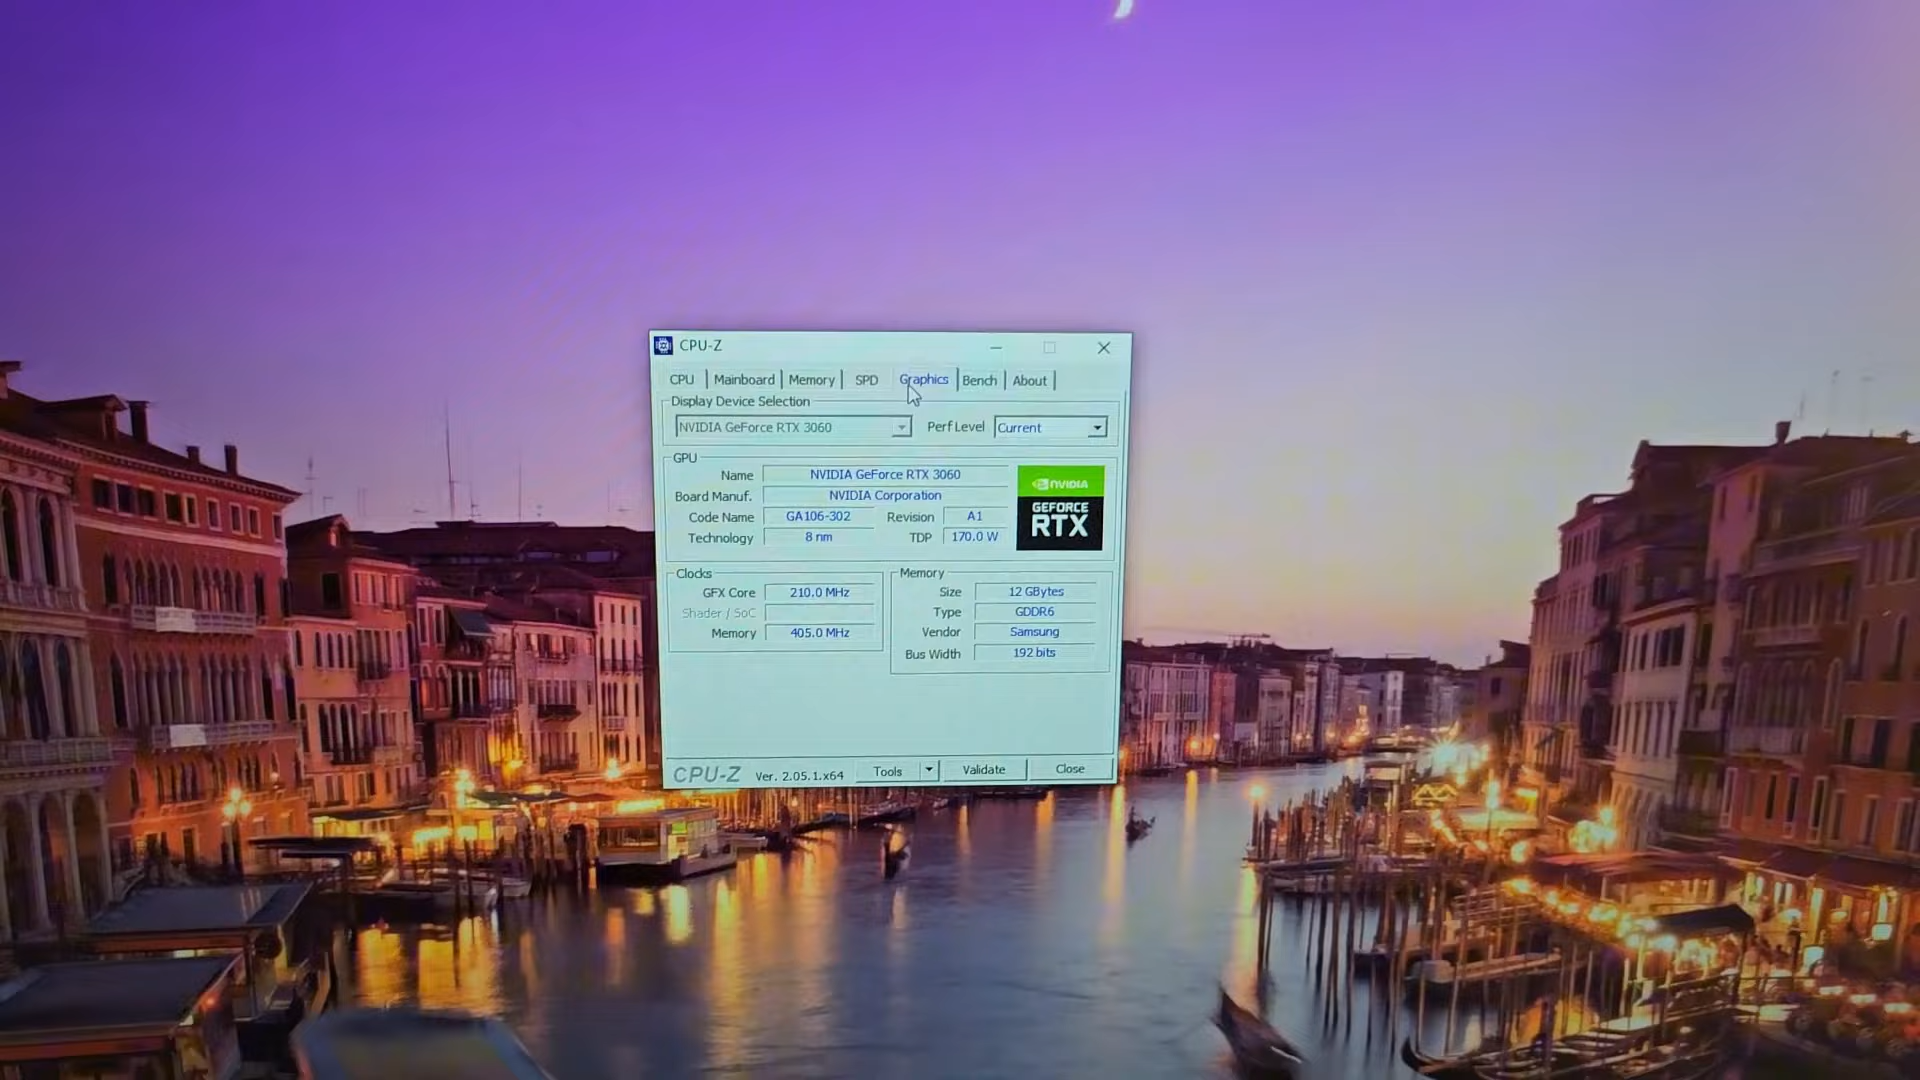 CPU-Z
CPU Mainboard Memory SPD Graphics Bench About
Display Device Selection
NVIDIA GeForce RTX 3060 Perf Level Current
GPU
Name NVIDIA GeForce RTX 3060
Board Manuf. NVIDIA Corporation
Code Name GA106-302 Revision A1
Technology 8 nm TDP 170.0 W
NVIDIA
GEFORCE
RTX
Clocks
GFX Core 210.0 MHz
Shader / SoC
Memory 405.0 MHz
Memory
Size 12 GBytes
Type GDDR6
Vendor Samsung
Bus Width 192 bits
CPU-Z Ver. 2.05.1.x64 Tools Validate Close